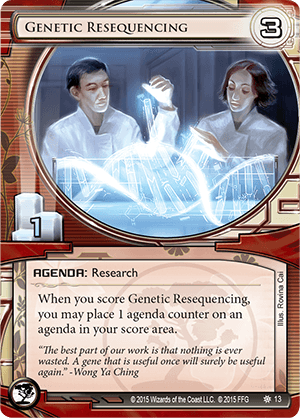 Genetic Resequencing
3
1
AGENDA: Research
When you score Genetic Resequencing,
you may place 1 agenda counter on an
agenda in your score area.
"The best part of our work is that nothing is ever
wasted. A gene that is useful once will surely be useful
again." -Wong Ya Ching
Illus. Rovina Cai
© 2015 Wizards of the Coast LLC. © 2015 FFG
13